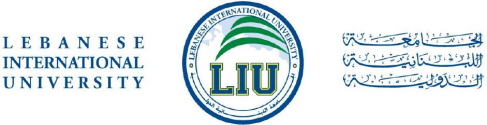 LEBANESE
INTERNATIONAL
UNIVERSITY
LEBANESE INTERNATIONAL UNIVERSITY
LIU
الجامعة
اللبنانية
الدولية